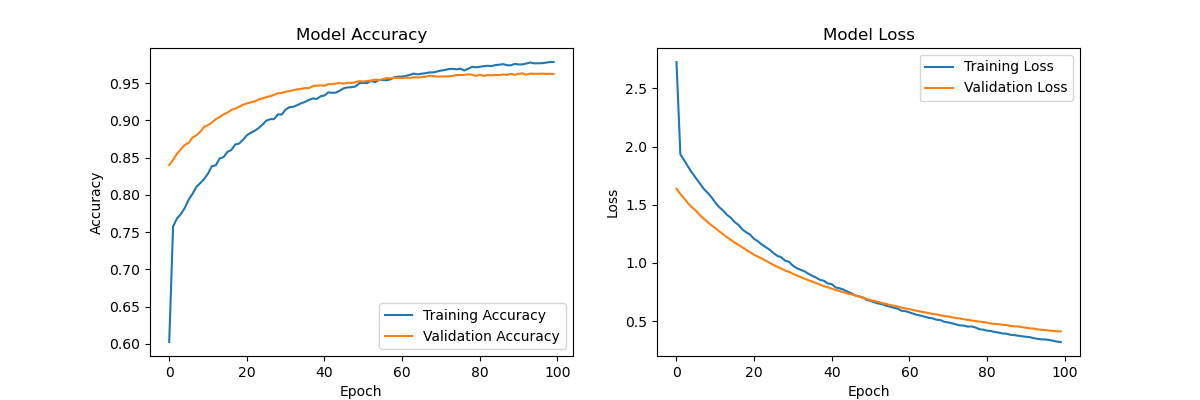 Model Accuracy
Accuracy
0.95
0.90
0.85
0.80
0.75
0.70
0.65
0.60
0 20 40 60 80 100
Epoch
Training Accuracy
Validation Accuracy
Model Loss
Loss
2.5
2.0
1.5
1.0
0.5
0 20 40 60 80 100
Epoch
Training Loss
Validation Loss